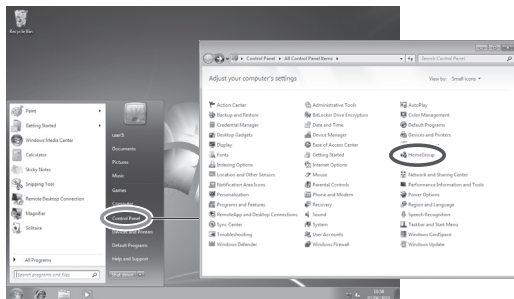 Recycle Bin
Control Panel ▸ All Control Panel Items ▸
Search Control Panel
Adjust your computer's settings
View by: Small icons
Action Center
Administrative Tools
AutoPlay
Backup and Restore
BitLocker Drive Encryption
Color Management
Credential Manager
Date and Time
Default Programs
Desktop Gadgets
Device Manager
Devices and Printers
Display
Ease of Access Center
Fonts
Getting Started
HomeGroup
Indexing Options
Internet Options
Location and Other Sensors
Mouse
Network and Sharing Center
Notification Area Icons
Parental Controls
Performance Information and Tools
Personalization
Phone and Modem
Power Options
Programs and Features
Recovery
Region and Language
RemoteApp and Desktop Connections
Sound
Speech Recognition
Sync Center
System
Taskbar and Start Menu
Troubleshooting
User Accounts
Windows CardSpace
Windows Defender
Windows Firewall
Windows Update
Paint
Getting Started
Windows Media Center
Calculator
Sticky Notes
Snipping Tool
Remote Desktop Connection
Magnifier
Solitaire
All Programs
Search programs and files
Documents
Pictures
Music
Games
Computer
Control Panel
Devices and Printers
Default Programs
Help and Support
Shut down